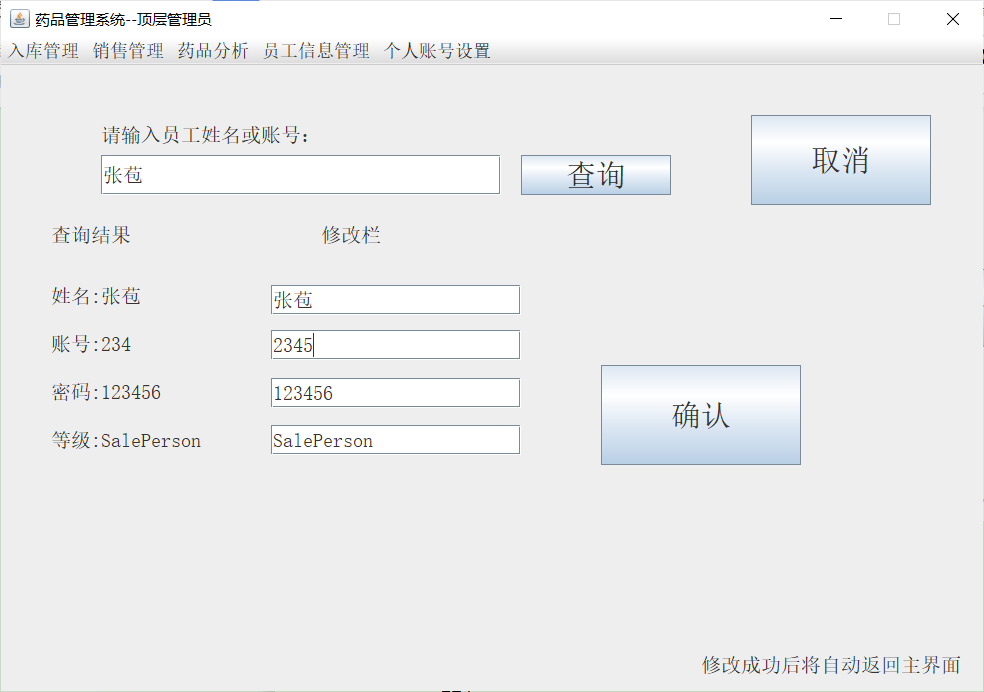 药品管理系统--顶层管理员
入库管理 销售管理 药品分析 员工信息管理 个人账号设置
请输入员工姓名或账号:
张苞 查询 取消
查询结果 修改栏
姓名:张苞 张苞
账号:234 2345
密码:123456 123456
等级:SalePerson SalePerson
确认
修改成功后将自动返回主界面